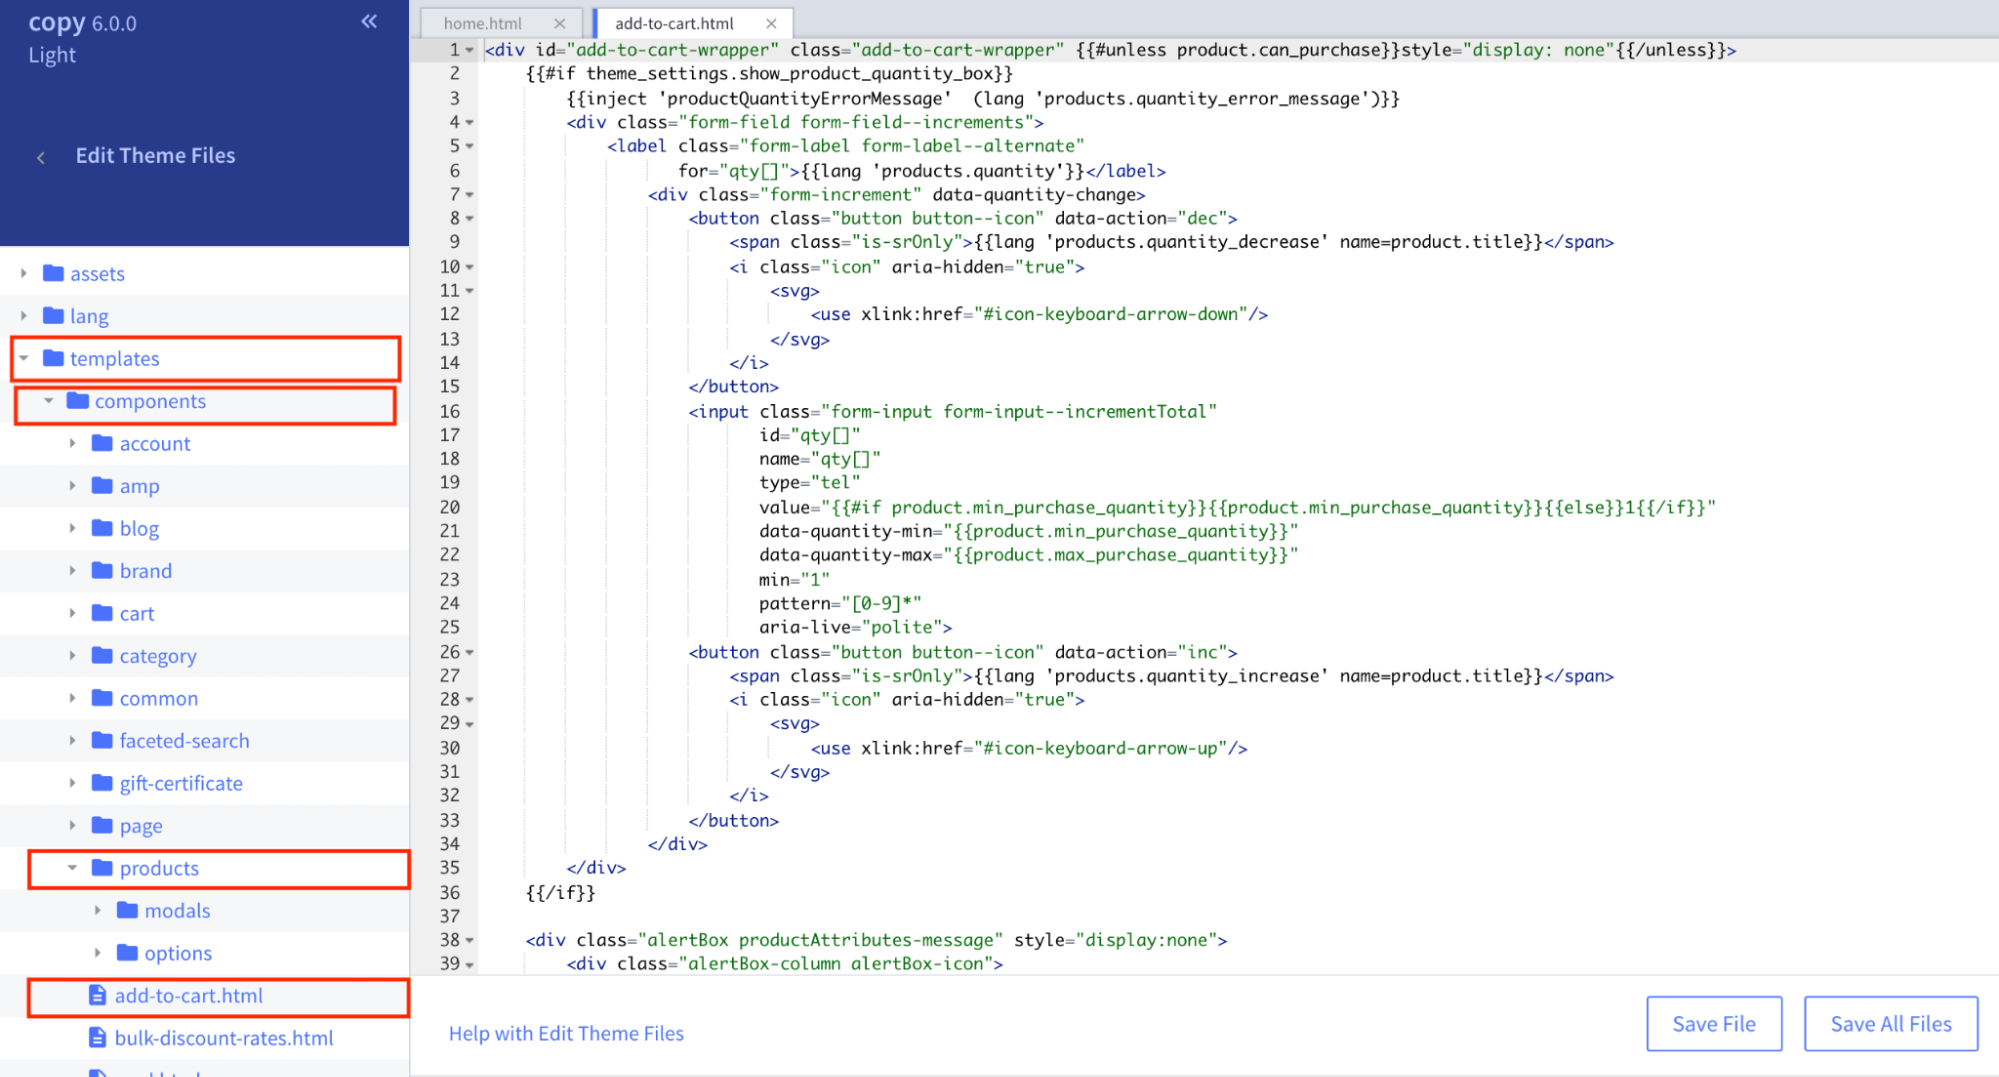 copy 6.0.0
Light
Edit Theme Files
assets
lang
templates
components
account
amp
blog
brand
cart
category
common
faceted-search
gift-certificate
page
products
modals
options
add-to-cart.html
bulk-discount-rates.html
home.html
add-to-cart.html
1 <div id="add-to-cart-wrapper" class="add-to-cart-wrapper" {{#unless product.can_purchase}}style="display: none"{{/unless}}>
2 {{#if theme_settings.show_product_quantity_box}}
3 {{inject 'productQuantityErrorMessage'  (lang 'products.quantity_error_message')}}
4 <div class="form-field form-field--increments">
5 <label class="form-label form-label--alternate"
6 for="qty[]">{{lang 'products.quantity'}}</label>
7 <div class="form-increment" data-quantity-change>
8 <button class="button button--icon" data-action="dec">
9 <span class="is-srOnly">{{lang 'products.quantity_decrease' name=product.title}}</span>
10 <i class="icon" aria-hidden="true">
11 <svg>
12 <use xlink:href="#icon-keyboard-arrow-down"/>
13 </svg>
14 </i>
15 </button>
16 <input class="form-input form-input--incrementTotal"
17 id="qty[]"
18 name="qty[]"
19 type="tel"
20 value="{{#if product.min_purchase_quantity}}{{product.min_purchase_quantity}}{{else}}1{{/if}}"
21 data-quantity-min="{{product.min_purchase_quantity}}"
22 data-quantity-max="{{product.max_purchase_quantity}}"
23 min="1"
24 pattern="[0-9]*"
25 aria-live="polite">
26 <button class="button button--icon" data-action="inc">
27 <span class="is-srOnly">{{lang 'products.quantity_increase' name=product.title}}</span>
28 <i class="icon" aria-hidden="true">
29 <svg>
30 <use xlink:href="#icon-keyboard-arrow-up"/>
31 </svg>
32 </i>
33 </button>
34 </div>
35 </div>
36 {{/if}}
37
38 <div class="alertBox productAttributes-message" style="display:none">
39 <div class="alertBox-column alertBox-icon">
Help with Edit Theme Files
Save File
Save All Files